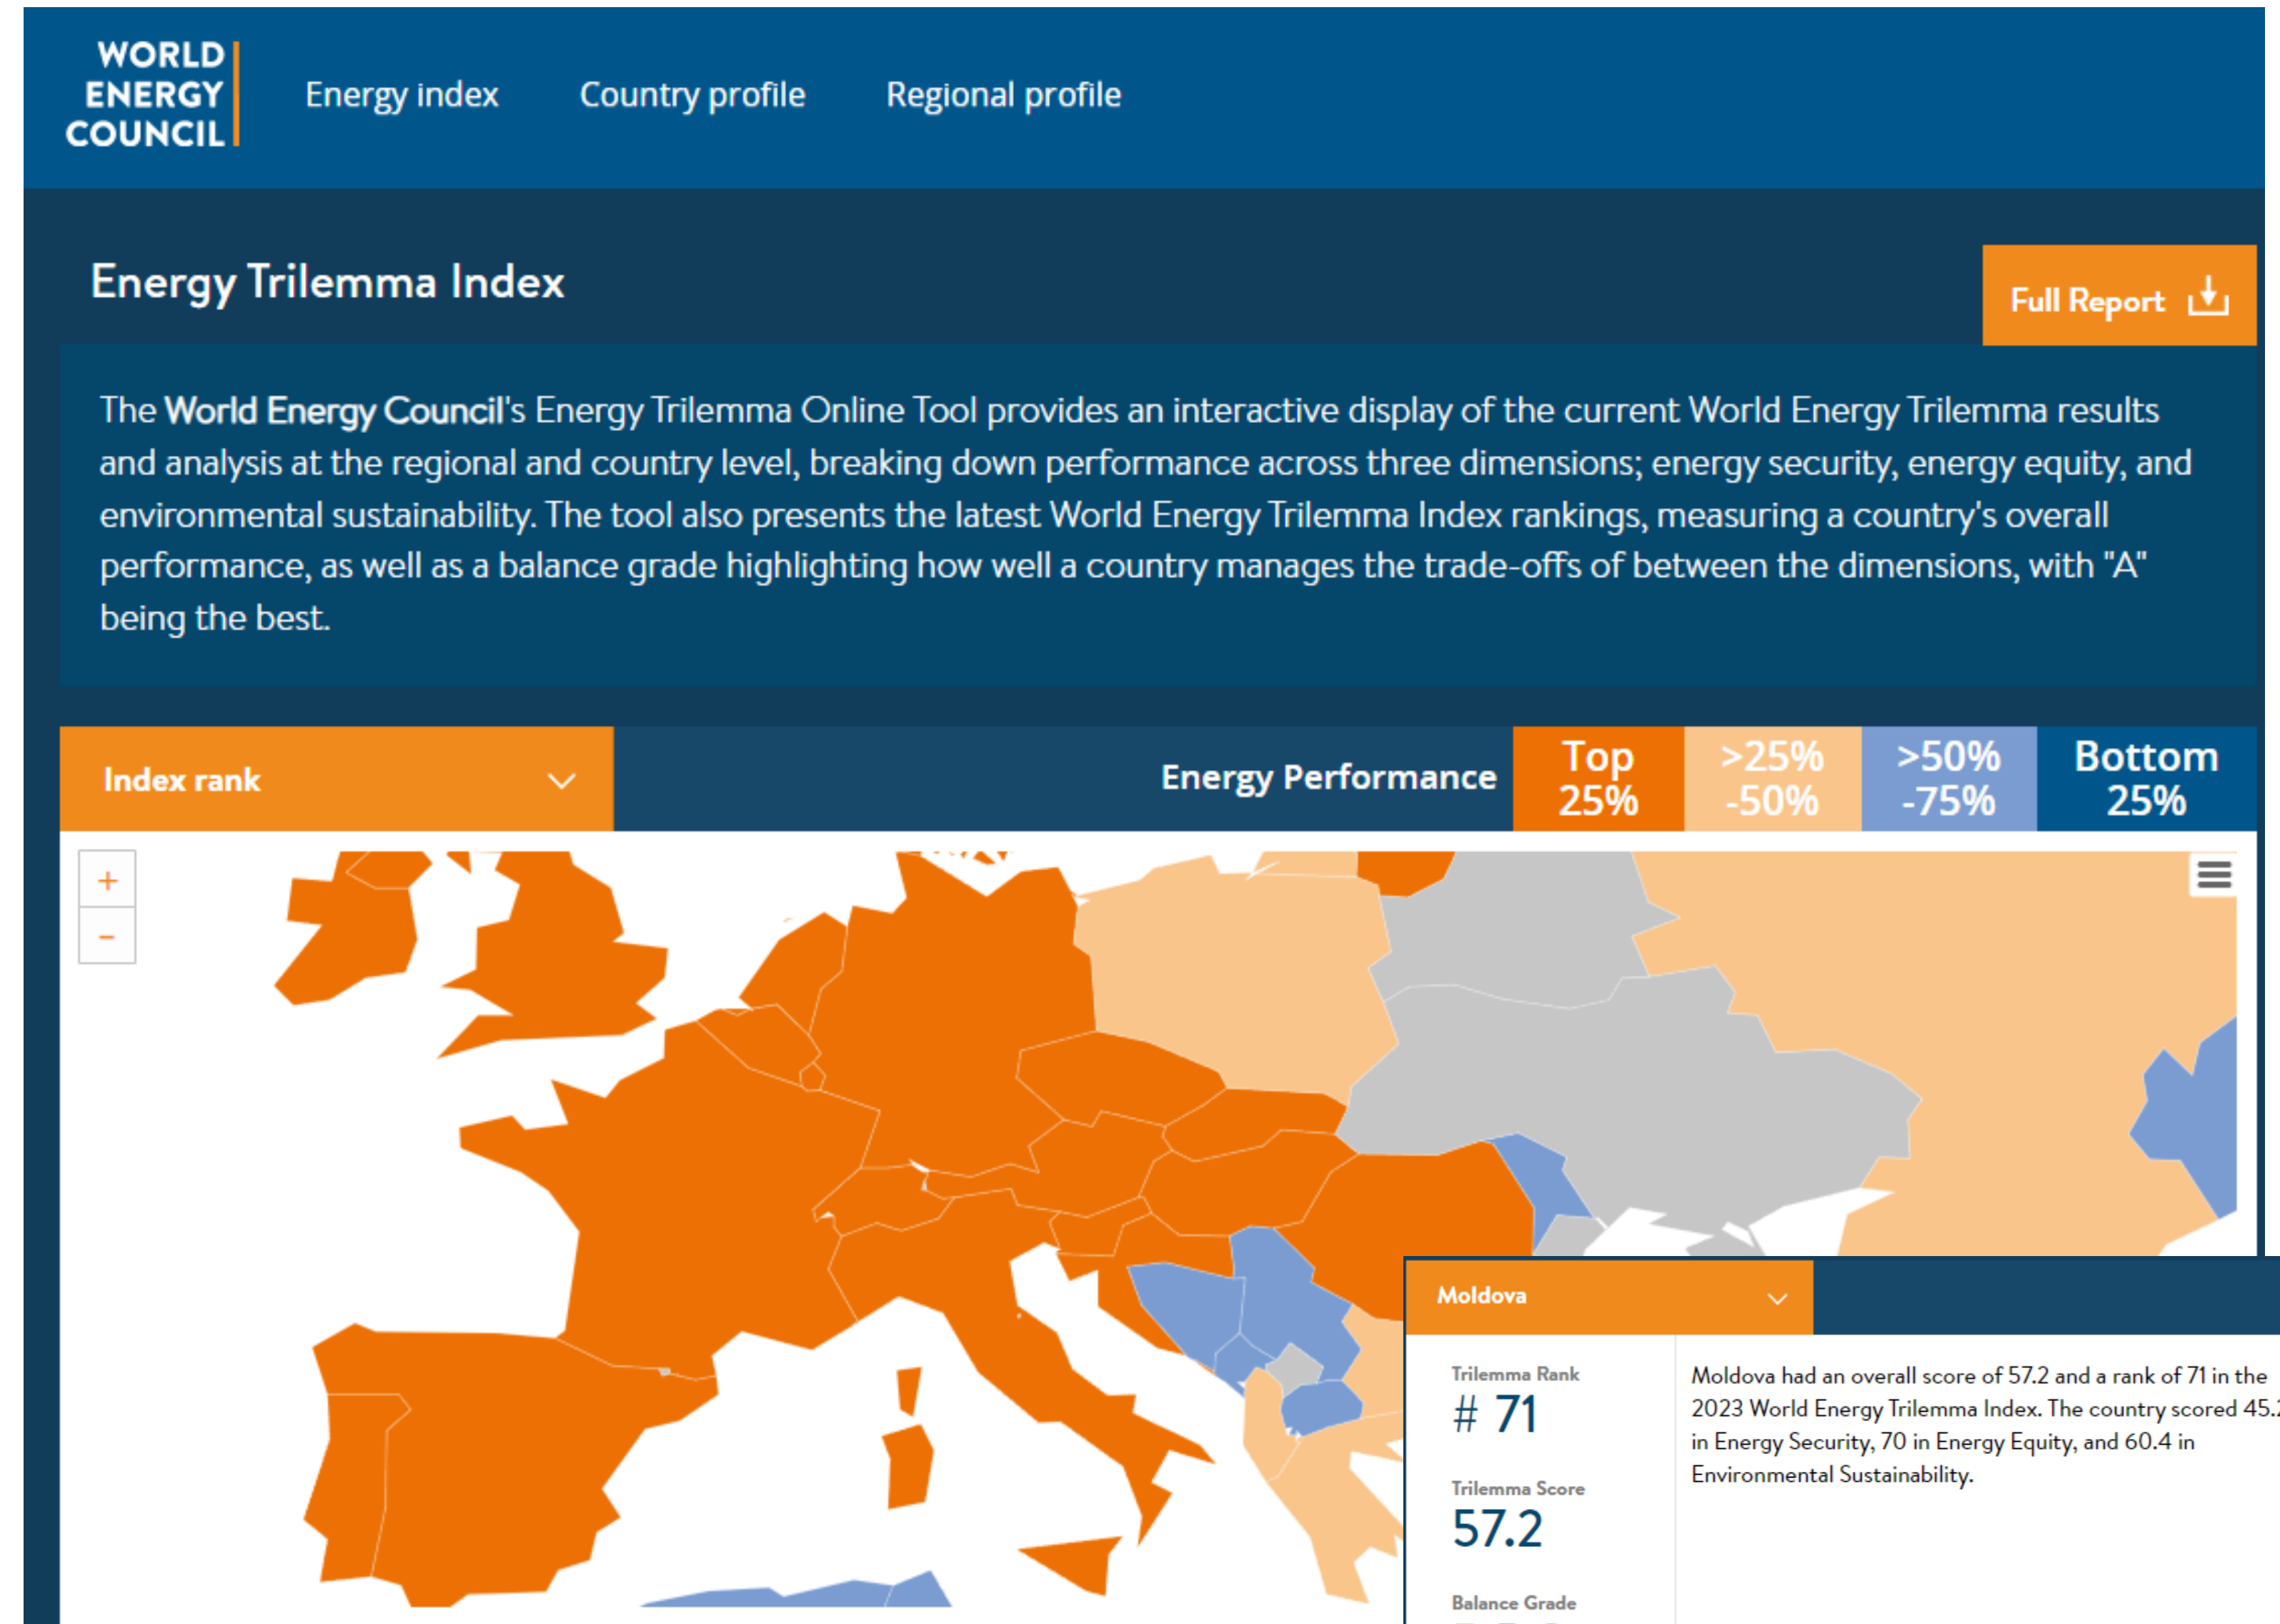 WORLD
ENERGY
COUNCIL
Energy index
Country profile
Regional profile
Energy Trilemma Index
Full Report
The World Energy Council's Energy Trilemma Online Tool provides an interactive display of the current World Energy Trilemma results
and analysis at the regional and country level, breaking down performance across three dimensions; energy security, energy equity, and
environmental sustainability. The tool also presents the latest World Energy Trilemma Index rankings, measuring a country's overall
performance, as well as a balance grade highlighting how well a country manages the trade-offs of between the dimensions, with "A"
being the best.
Index rank
Energy Performance
Top
25%
>25%
-50%
>50%
-75%
Bottom
25%
+
-
Moldova
Trilemma Rank
# 71
Trilemma Score
57.2
Balance Grade
Moldova had an overall score of 57.2 and a rank of 71 in the
2023 World Energy Trilemma Index. The country scored
in Energy Security, 70 in Energy Equity, and 60.4 in
Environmental Sustainability.